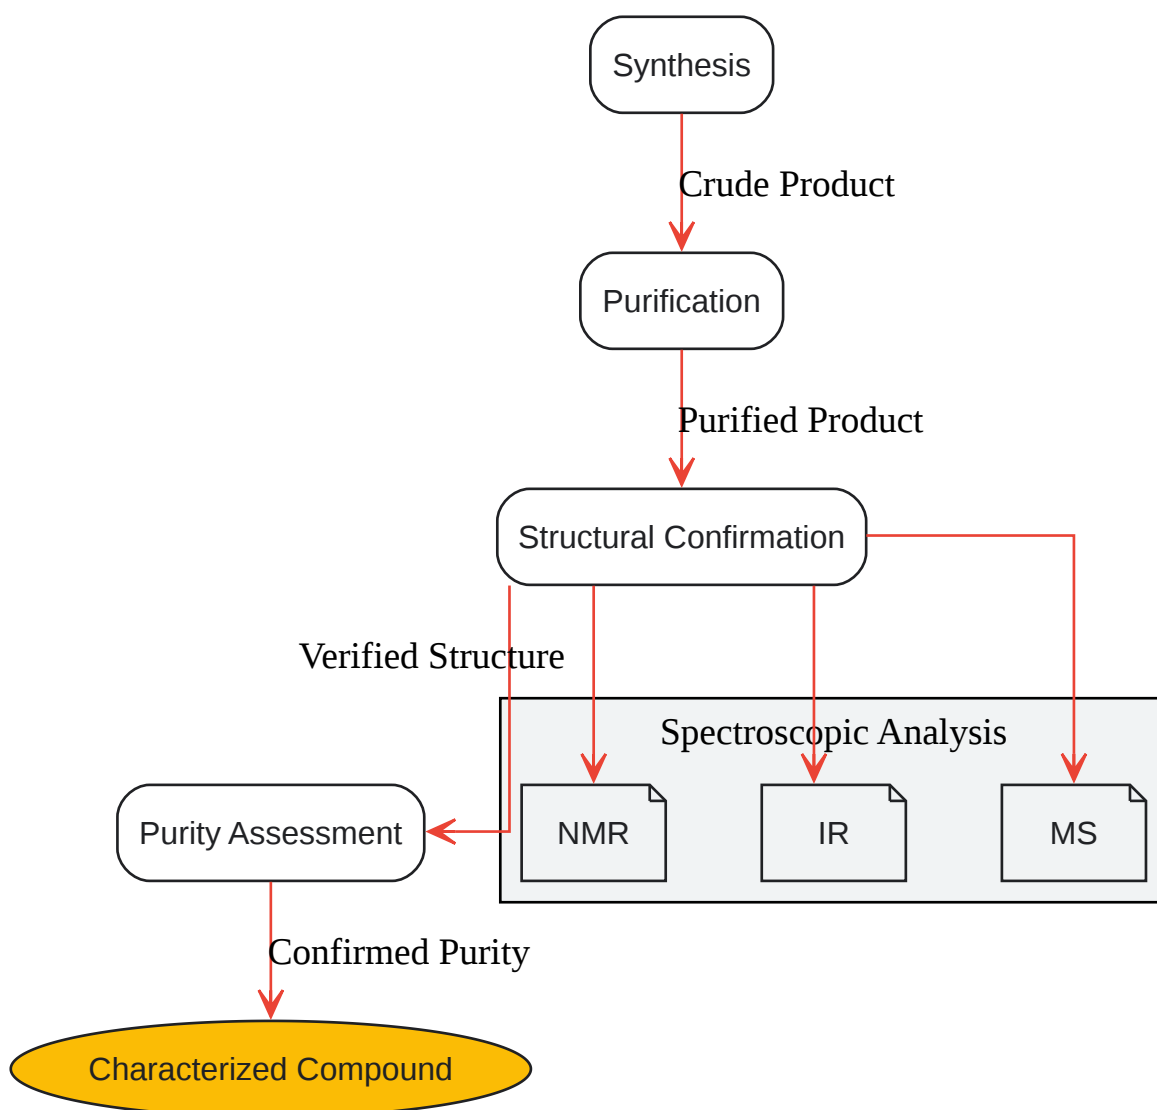 Synthesis
Crude Product
Purification
Purified Product
Structural Confirmation
Verified Structure
Spectroscopic Analysis
Purity Assessment
NMR
IR
MS
Confirmed Purity
Characterized Compound